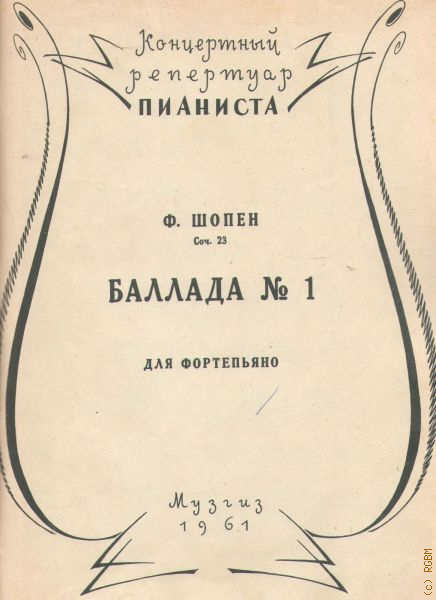 Концертный
репертуар
ПИАНИСТА
Ф. ШОПЕН
Соч. 23
БАЛЛАДА № 1
ДЛЯ ФОРТЕПЬЯНО
Музгиз
1961
(c) RGBM